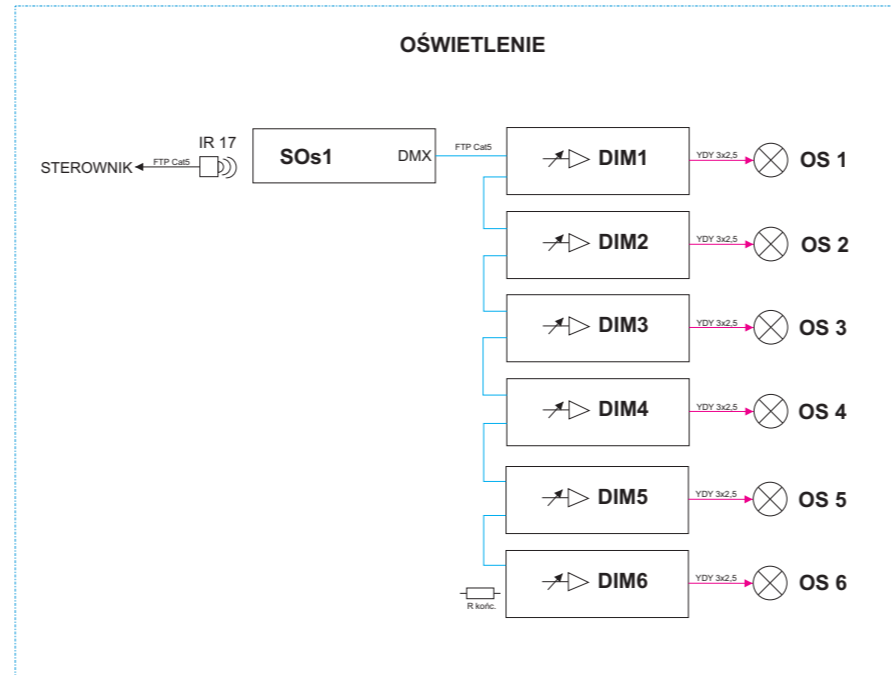 OŚWIETLENIE
IR 17
STEROWNIK
FTP Cat5
SOs1
DMX
FTP Cat5
DIM1
YDY 3x2,5
OS 1
DIM2
YDY 3x2,5
OS 2
DIM3
YDY 3x2,5
OS 3
DIM4
YDY 3x2,5
OS 4
DIM5
YDY 3x2,5
OS 5
DIM6
YDY 3x2,5
OS 6
R końc.